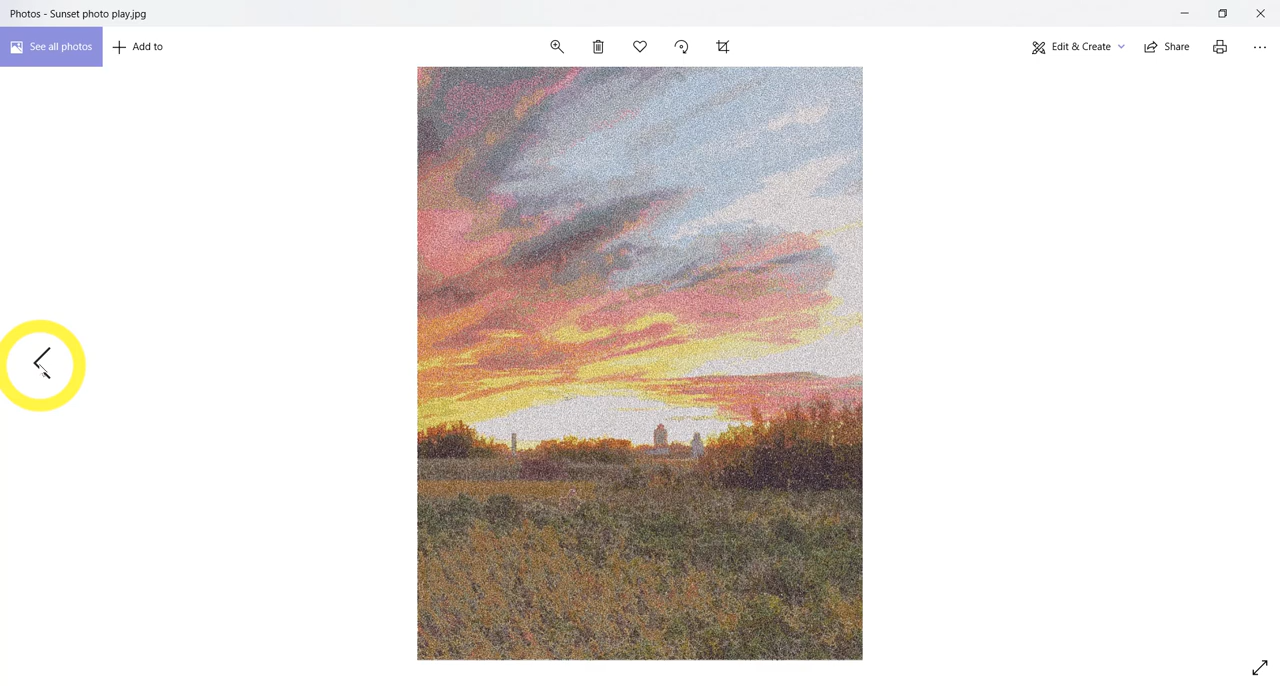 Photos - Sunset photo play.jpg
See all photos
Add to
Edit & Create
Share